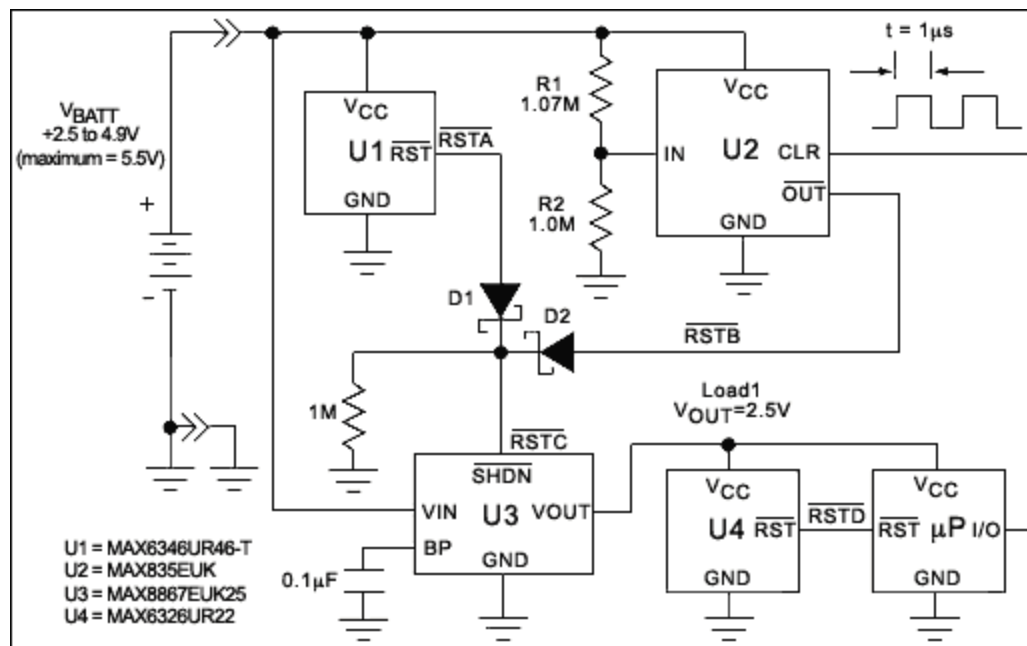 t = 1μs
VBATT
+2.5 to 4.9V
(maximum = 5.5V)
+
-
VCC
U1
RST
GND
RSTA
R1
1.07M
R2
1.0M
VCC
IN
U2
CLR
OUT
GND
D1
D2
RSTB
1M
RSTC
Load1
VOUT=2.5V
SHDN
VIN
U3
VOUT
BP
GND
0.1μF
VCC
U4
RST
GND
RSTD
VCC
RST
μP
I/O
GND
U1 = MAX6346UR46-T
U2 = MAX835EUK
U3 = MAX8867EUK25
U4 = MAX6326UR22